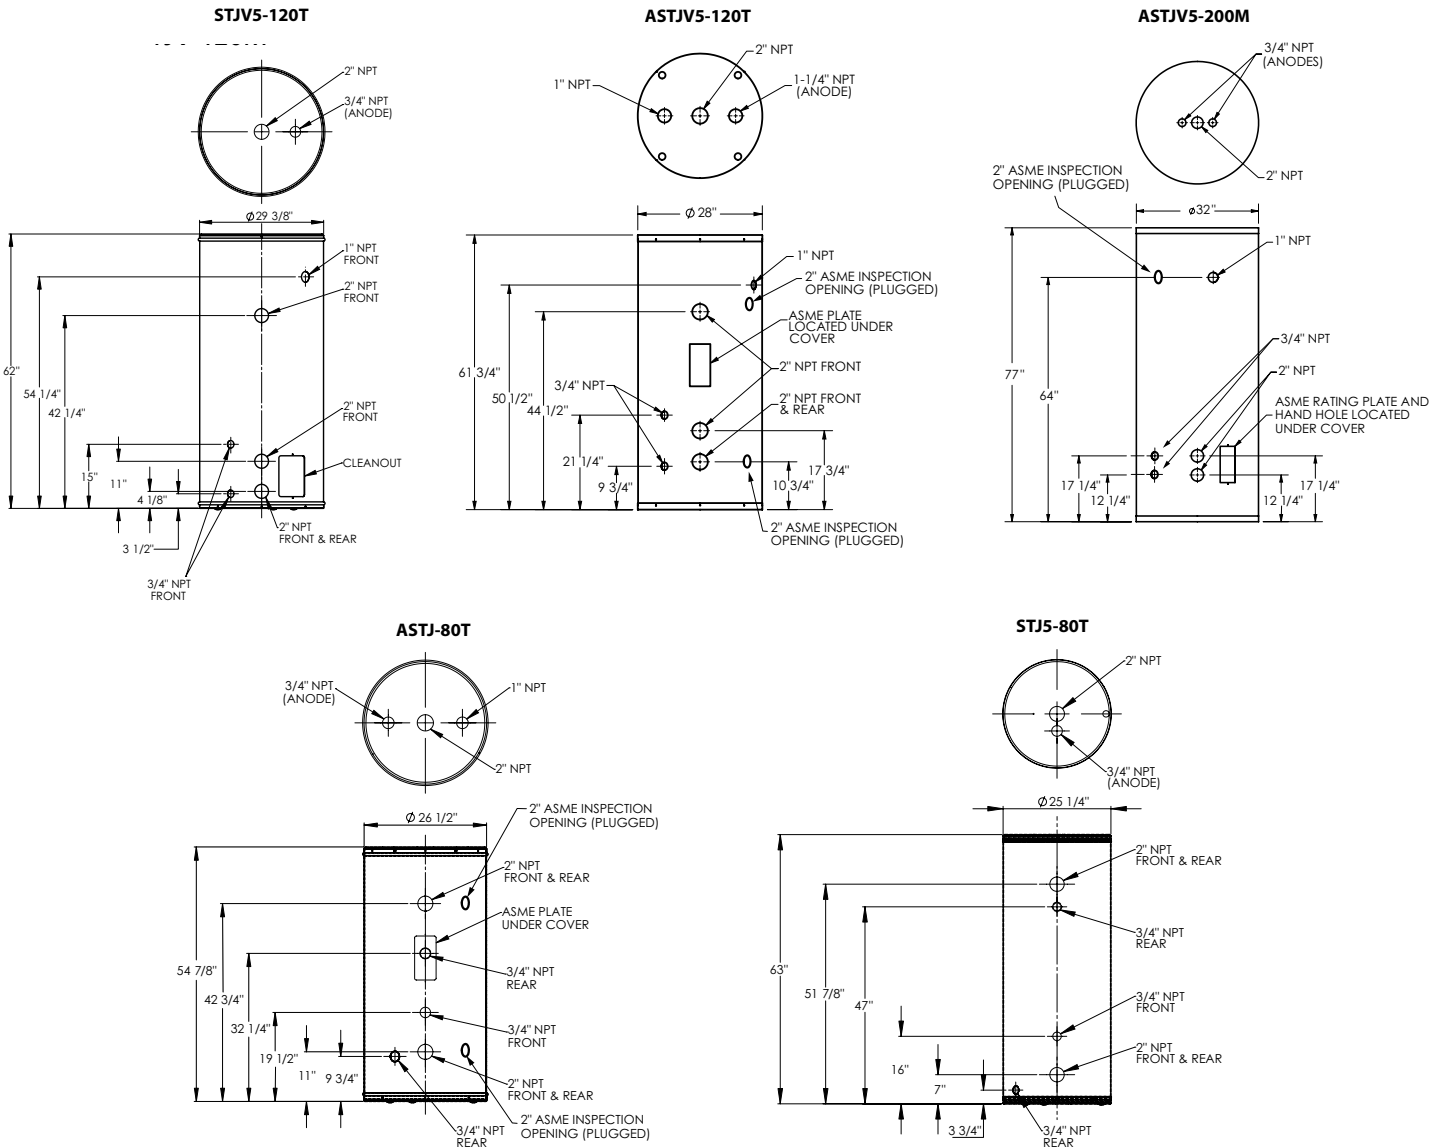 STJV5-120T
2" NPT
3/4" NPT
(ANODE)
Ø29 3/8"
1" NPT
FRONT
2" NPT
FRONT
62"
54 1/4"
42 1/4"
2" NPT
FRONT
CLEANOUT
15"
11"
4 1/8"
3 1/2"
2" NPT
FRONT & REAR
3/4" NPT
FRONT
ASTJV5-120T
2" NPT
1" NPT
1-1/4" NPT
(ANODE)
Ø 28"
1" NPT
2" ASME INSPECTION
OPENING (PLUGGED)
ASME PLATE
LOCATED UNDER
COVER
61 3/4"
50 1/2"
44 1/2"
3/4" NPT
2" NPT FRONT
2" NPT FRONT
& REAR
21 1/4"
9 3/4"
17 3/4"
10 3/4"
2" ASME INSPECTION
OPENING (PLUGGED)
ASTJV5-200M
3/4" NPT
(ANODES)
2" ASME INSPECTION
OPENING (PLUGGED)
2" NPT
ø32"
1" NPT
77"
64"
3/4" NPT
2" NPT
ASME RATING PLATE AND
HAND HOLE LOCATED
UNDER COVER
17 1/4"
12 1/4"
12 1/4"
17 1/4"
ASTJ-80T
3/4" NPT
(ANODE)
1" NPT
2" NPT
Ø 26 1/2"
2" ASME INSPECTION
OPENING (PLUGGED)
2" NPT
FRONT & REAR
ASME PLATE
UNDER COVER
54 7/8"
42 3/4"
32 1/4"
3/4" NPT
REAR
19 1/2"
11"
9 3/4"
3/4" NPT
FRONT
2" NPT
FRONT & REAR
3/4" NPT
REAR
2" ASME INSPECTION
OPENING (PLUGGED)
STJ5-80T
2" NPT
3/4" NPT
(ANODE)
Ø25 1/4"
2" NPT
FRONT & REAR
3/4" NPT
REAR
63"
51 7/8"
47"
3/4" NPT
FRONT
2" NPT
FRONT & REAR
16"
7"
3 3/4"
3/4" NPT
REAR